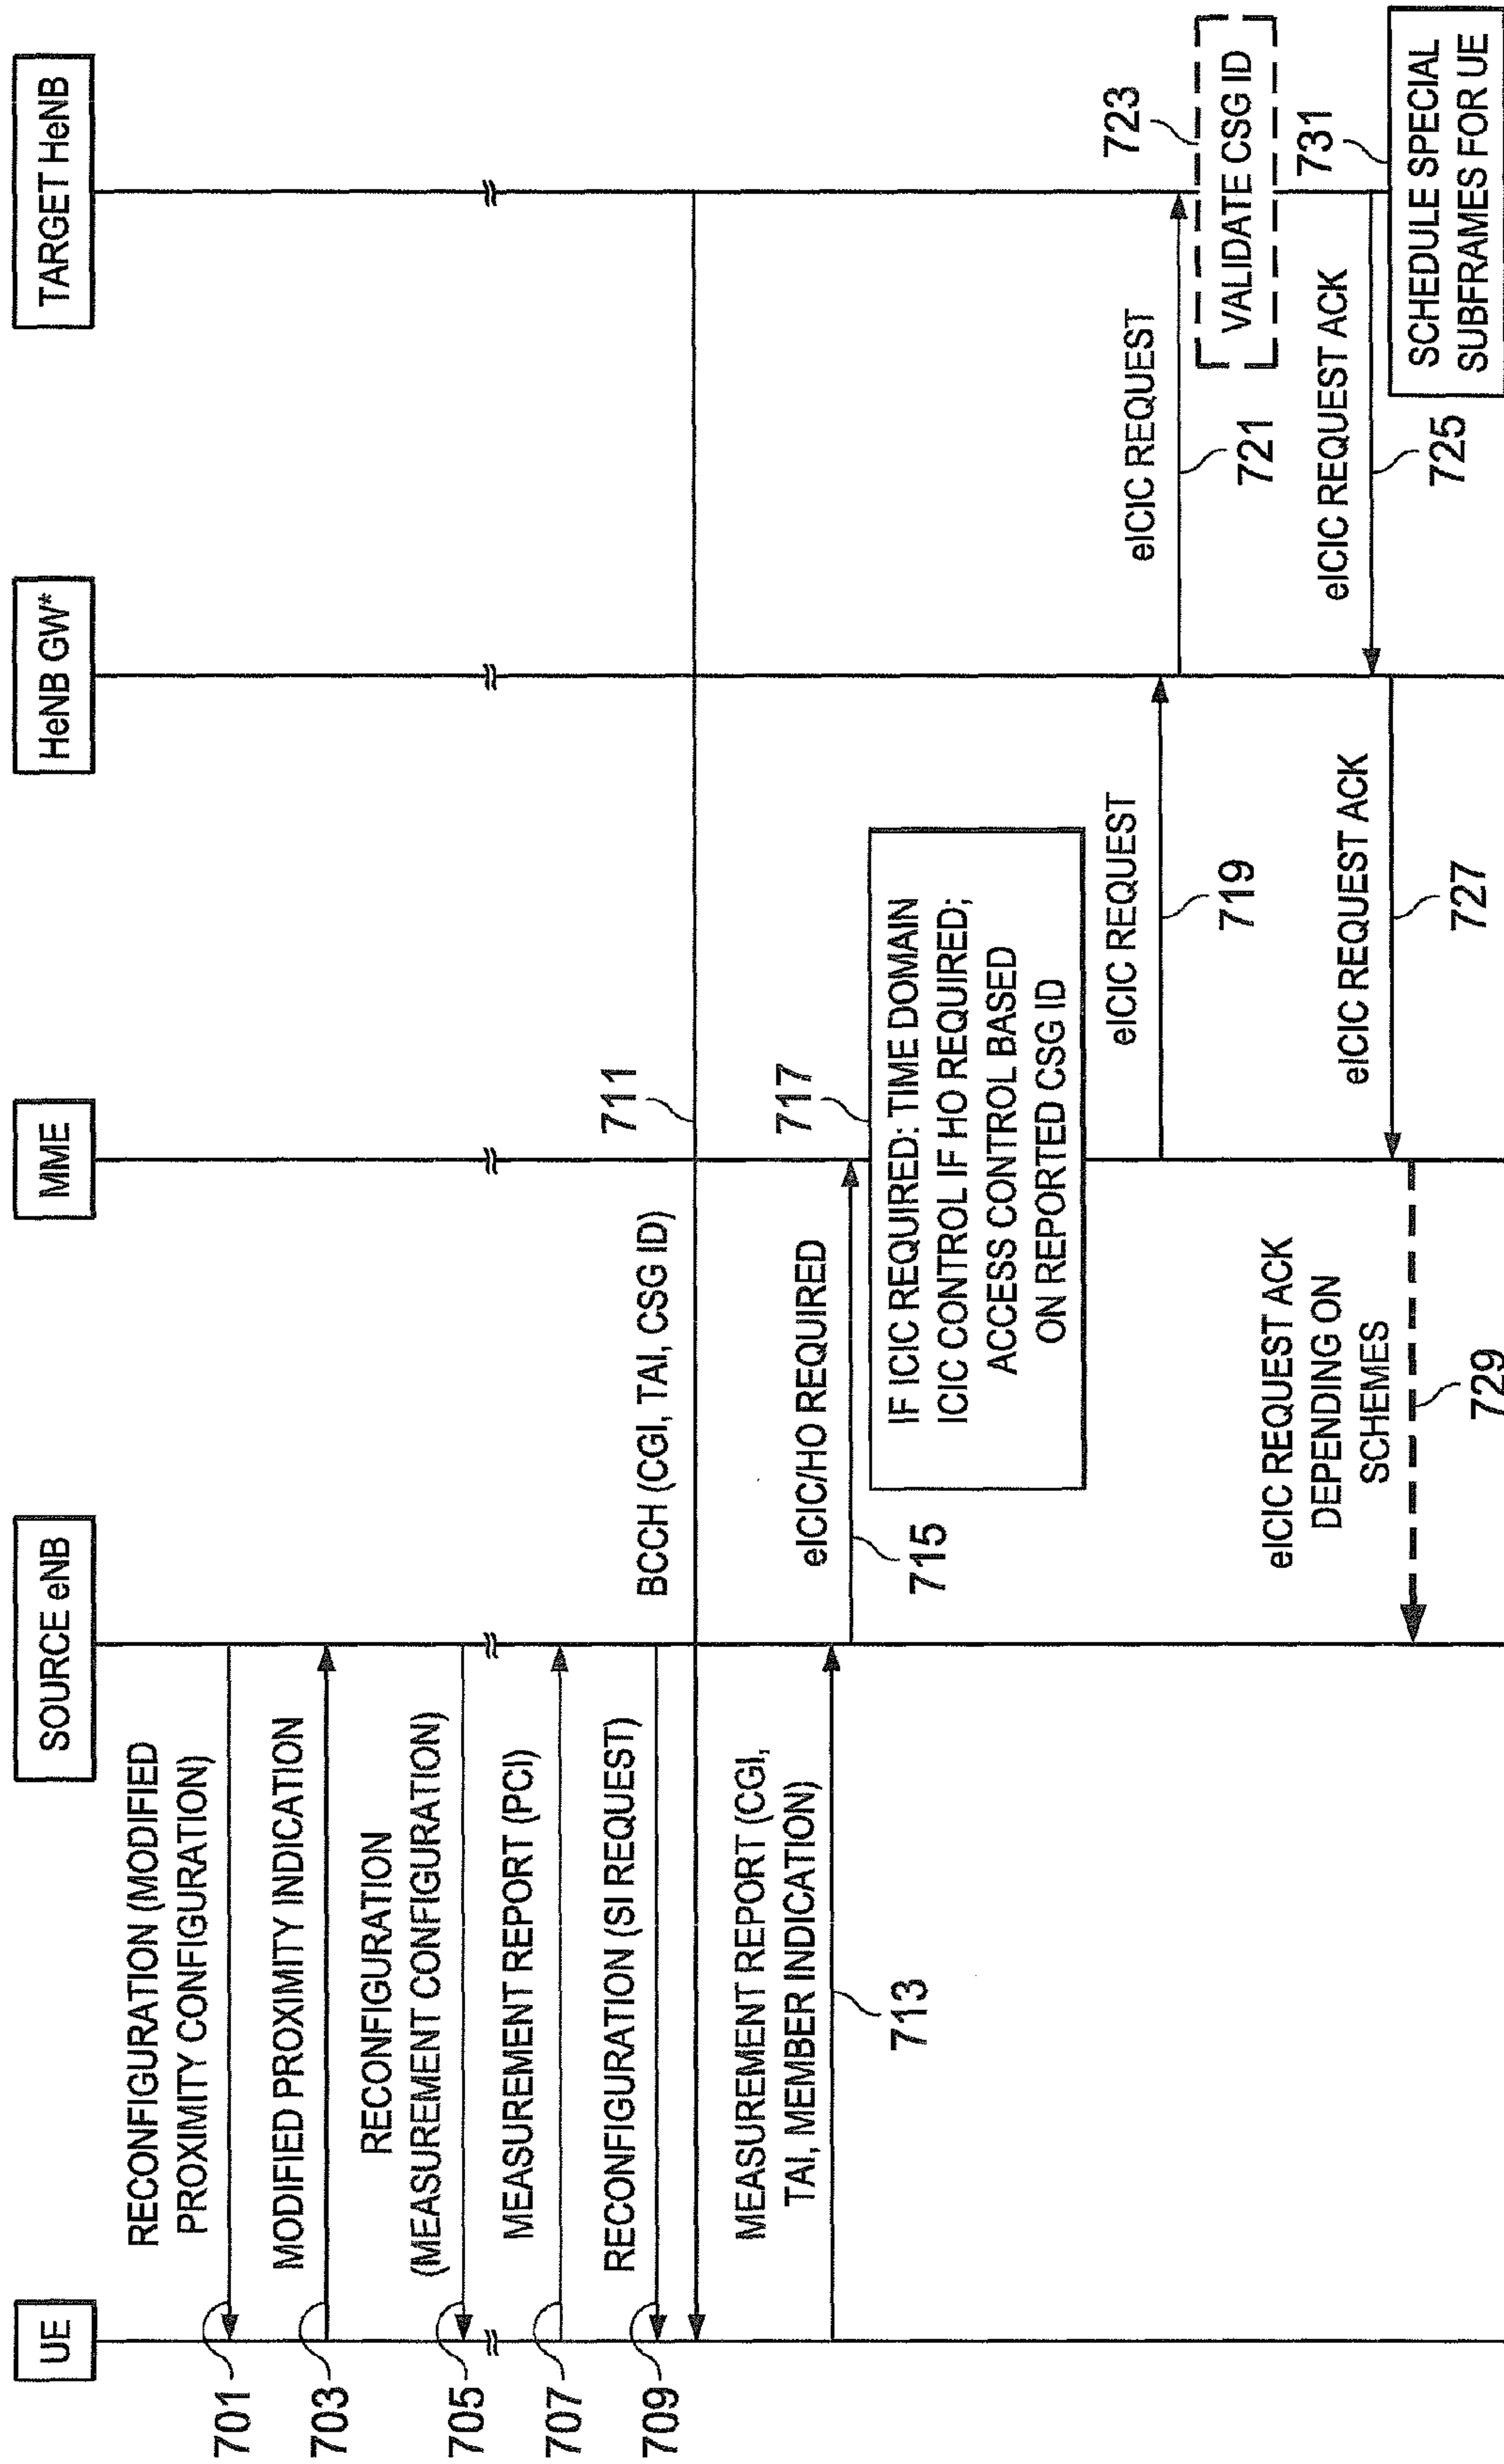 UE
SOURCE eNB
MME
HeNB GW*
TARGET HeNB
RECONFIGURATION (MODIFIED
PROXIMITY CONFIGURATION)
701
MODIFIED PROXIMITY INDICATION
703
RECONFIGURATION
(MEASUREMENT CONFIGURATION)
705
MEASUREMENT REPORT (PCI)
707
RECONFIGURATION (SI REQUEST)
709
BCCH (CGI, TAI, CSG ID)
711
MEASUREMENT REPORT (CGI,
TAI, MEMBER INDICATION)
713
eICIC/HO REQUIRED
715
717
IF ICIC REQUIRED: TIME DOMAIN
ICIC CONTROL IF HO REQUIRED;
ACCESS CONTROL BASED
ON REPORTED CSG ID
eICIC REQUEST
719
eICIC REQUEST
721
723
VALIDATE CSG ID
eICIC REQUEST ACK
725
eICIC REQUEST ACK
727
eICIC REQUEST ACK
DEPENDING ON
SCHEMES
729
731
SCHEDULE SPECIAL
SUBFRAMES FOR UE